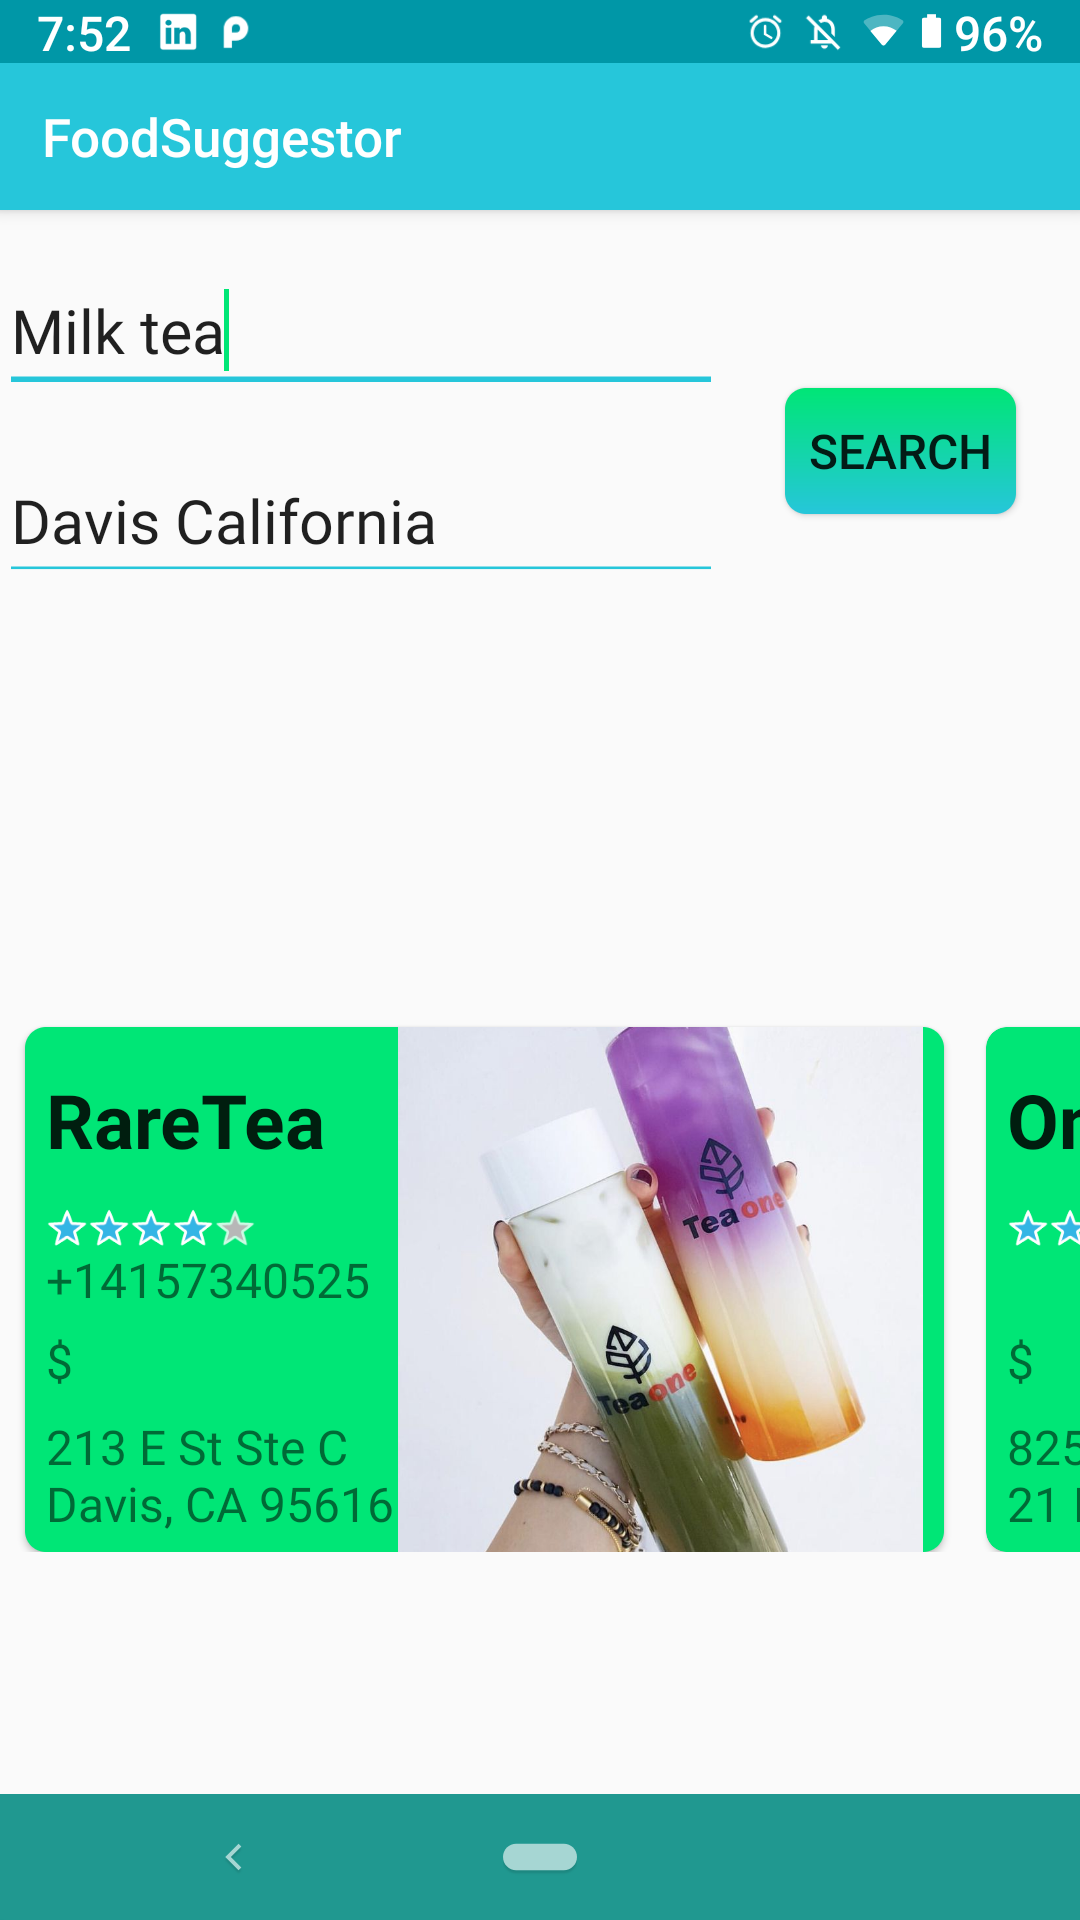 7:52 in 96%
FoodSuggestor
Milk tea
SEARCH
Davis California
RareTea
+14157340525
$
213 E St Ste C
Davis, CA 95616
Tea one
Tea one
$
825
21